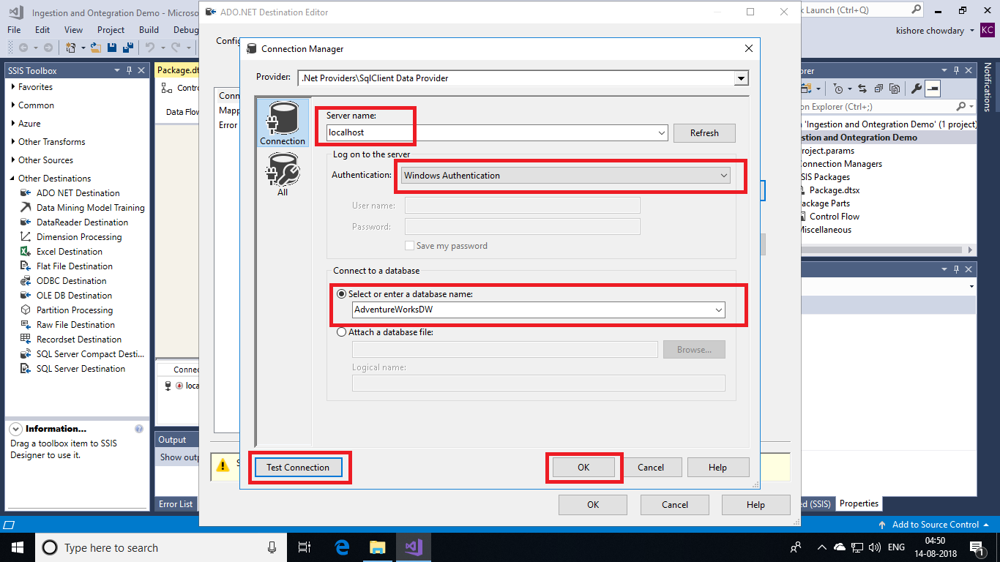 Ingestion and Ontegration Demo - Microso
ADO.NET Destination Editor
k Launch (Ctrl+Q)
File Edit View Project Build Debug
kishore chowdary KC
Config
Connection Manager
SSIS Toolbox
Package.dt
orer
Notifications
Provider: .Net Providers\SqlClient Data Provider
Favorites
Common
Azure
Other Transforms
Other Sources
Other Destinations
ADO NET Destination
Data Mining Model Training
DataReader Destination
Dimension Processing
Excel Destination
Flat File Destination
ODBC Destination
OLE DB Destination
Partition Processing
Raw File Destination
Recordset Destination
SQL Server Compact Desti...
SQL Server Destination
Contr
Data Flow
Conn
Mapp
Error
Connection
All
Server name:
localhost
Refresh
Log on to the server
Authentication: Windows Authentication
User name:
Password:
Save my password
Connect to a database
Select or enter a database name:
AdventureWorksDW
Attach a database file:
Browse...
Logical name:
Test Connection OK Cancel Help
OK Cancel Help
on Explorer (Ctrl+;)
n 'Ingestion and Ontegration Demo' (1 project)
estion and Ontegration Demo
roject.params
Connection Managers
SIS Packages
Package.dtsx
ackage Parts
Control Flow
Miscellaneous
Connec
loca
Information...
Drag a toolbox item to SSIS
Designer to use it.
Output
Show outp
S
Error List
ed (SSIS) Properties
Add to Source Control
Type here to search
ENG
04:50
14-08-2018
1